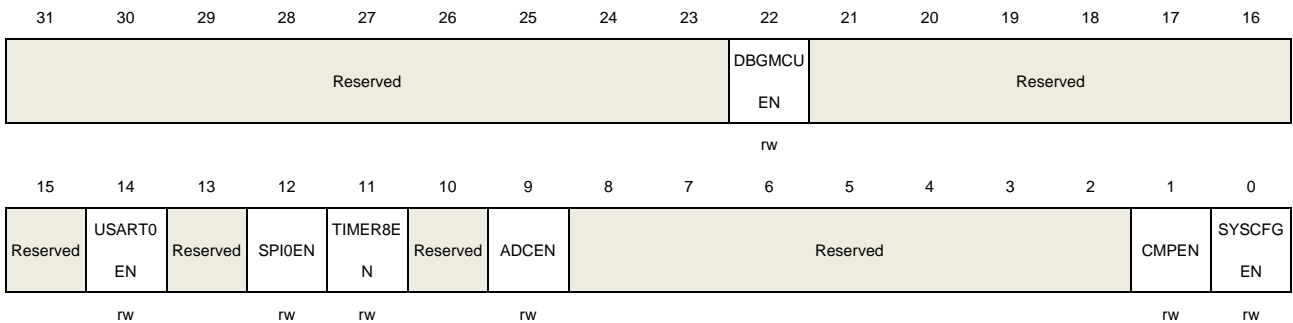 31 30 29 28 27 26 25 24 23 22 21 20 19 18 17 16
Reserved DBGMCU EN Reserved
rw
15 14 13 12 11 10 9 8 7 6 5 4 3 2 1 0
Reserved USART0 EN Reserved SPI0EN TIMER8E N Reserved ADCEN Reserved CMPEN SYSCFG EN
rw rw rw rw rw rw